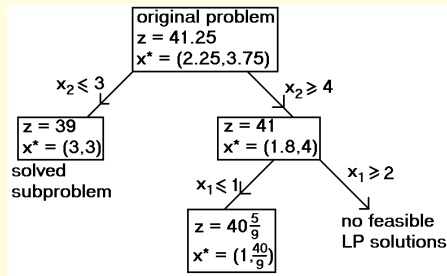 original problem
z = 41.25
x* = (2.25,3.75)
x₂ ≤ 3
x₂ ≥ 4
z = 39
x* = (3,3)
solved
subproblem
z = 41
x* = (1.8,4)
x₁ ≤ 1
x₁ ≥ 2
z = 40 5/9
x* = (1,40/9)
no feasible
LP solutions